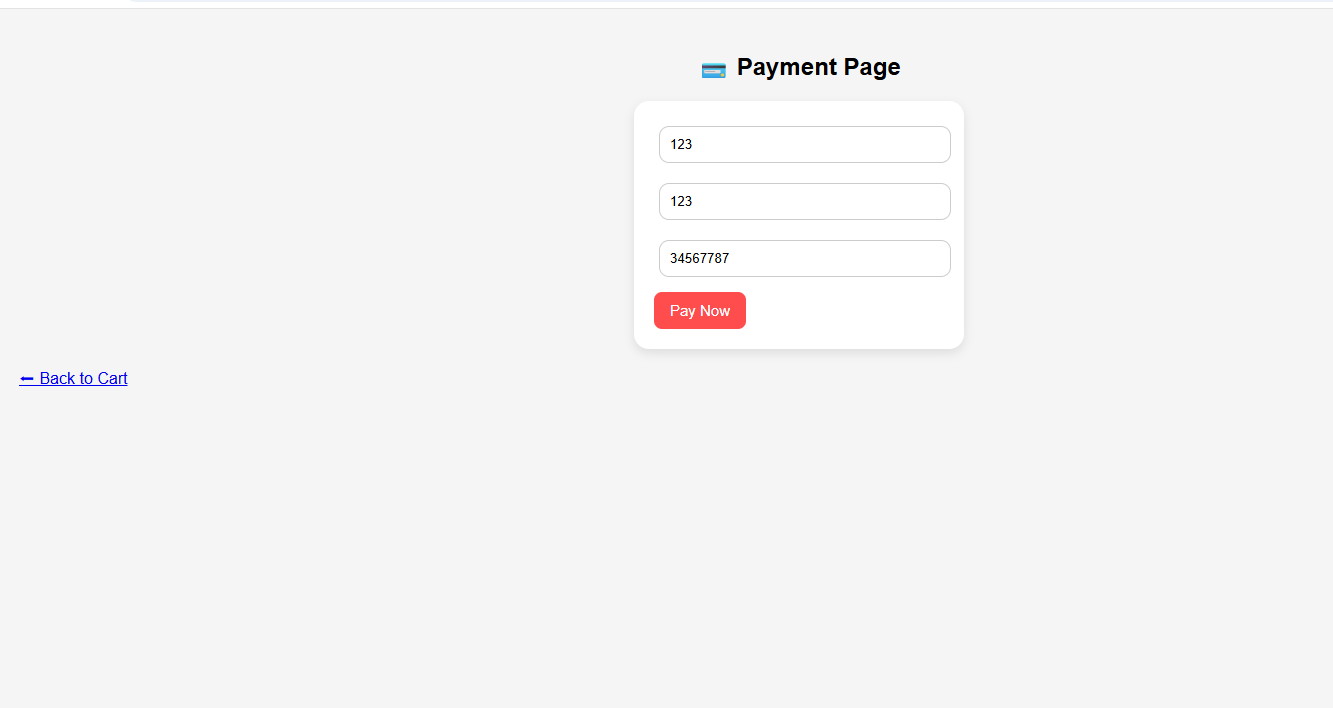 💳 Payment Page
123
123
34567787
Pay Now
⬅ Back to Cart